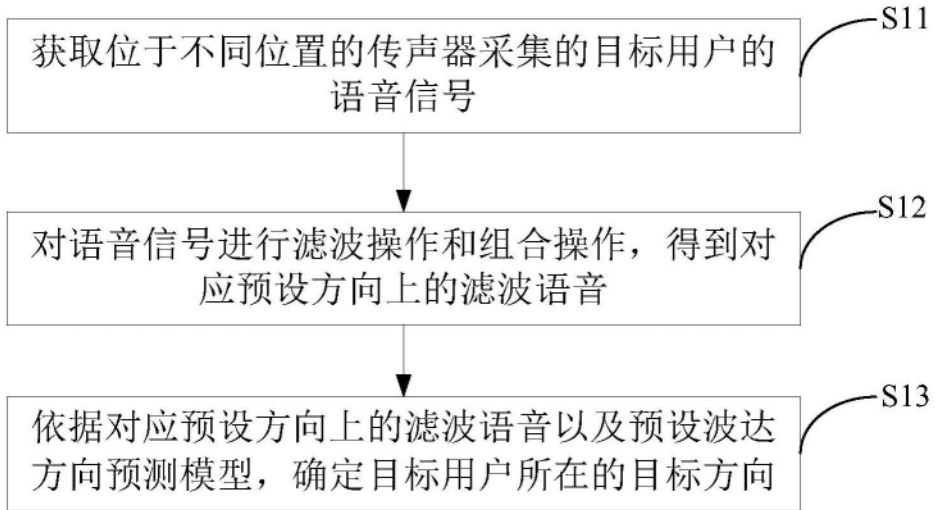 S11
获取位于不同位置的传声器采集的目标用户的
语音信号
S12
对语音信号进行滤波操作和组合操作，得到对
应预设方向上的滤波语音
S13
依据对应预设方向上的滤波语音以及预设波达
方向预测模型，确定目标用户所在的目标方向